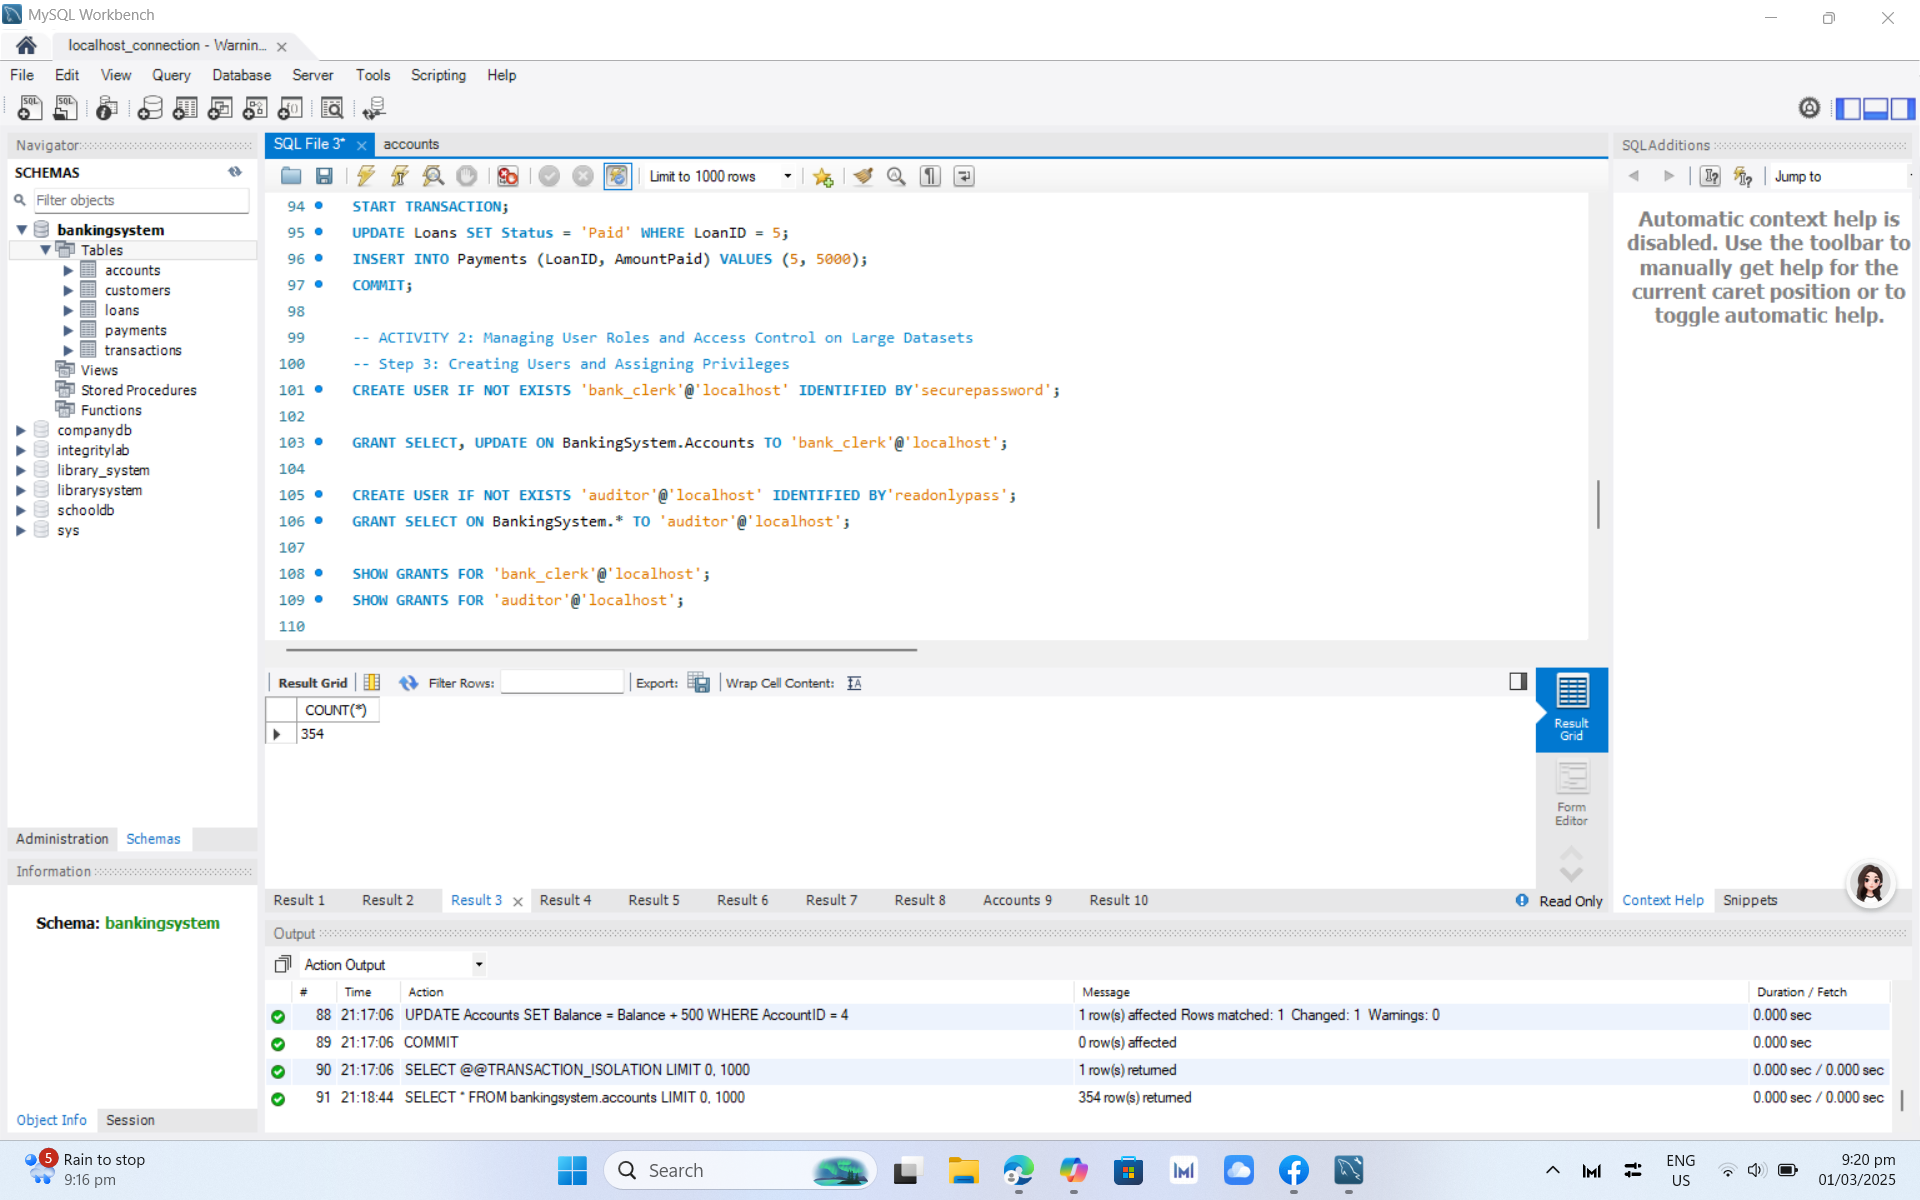 MySQL Workbench
localhost_connection - Warnin...
File Edit View Query Database Server Tools Scripting Help
Navigator
SCHEMAS
Filter objects
bankingsystem
Tables
accounts
customers
loans
payments
transactions
Views
Stored Procedures
Functions
companydb
integritylab
library_system
librarysystem
schooldb
sys
Administration Schemas
Information
Schema: bankingsystem
Object Info Session
SQL File 3* accounts
Limit to 1000 rows
94 START TRANSACTION;
95 UPDATE Loans SET Status = 'Paid' WHERE LoanID = 5;
96 INSERT INTO Payments (LoanID, AmountPaid) VALUES (5, 5000);
97 COMMIT;
98
99 -- ACTIVITY 2: Managing User Roles and Access Control on Large Datasets
100 -- Step 3: Creating Users and Assigning Privileges
101 CREATE USER IF NOT EXISTS 'bank_clerk'@'localhost' IDENTIFIED BY'securepassword';
102
103 GRANT SELECT, UPDATE ON BankingSystem.Accounts TO 'bank_clerk'@'localhost';
104
105 CREATE USER IF NOT EXISTS 'auditor'@'localhost' IDENTIFIED BY'readonlypass';
106 GRANT SELECT ON BankingSystem.* TO 'auditor'@'localhost';
107
108 SHOW GRANTS FOR 'bank_clerk'@'localhost';
109 SHOW GRANTS FOR 'auditor'@'localhost';
110
Result Grid Filter Rows: Export: Wrap Cell Content:
COUNT(*)
354
Result Grid
Form Editor
Result 1 Result 2 Result 3 Result 4 Result 5 Result 6 Result 7 Result 8 Accounts 9 Result 10
Read Only
SQLAdditions
Jump to
Automatic context help is
disabled. Use the toolbar to
manually get help for the
current caret position or to
toggle automatic help.
Context Help Snippets
Output
Action Output
# Time Action Message Duration / Fetch
88 21:17:06 UPDATE Accounts SET Balance = Balance + 500 WHERE AccountID = 4 1 row(s) affected Rows matched: 1 Changed: 1 Warnings: 0 0.000 sec
89 21:17:06 COMMIT 0 row(s) affected 0.000 sec
90 21:17:06 SELECT @@TRANSACTION_ISOLATION LIMIT 0, 1000 1 row(s) returned 0.000 sec / 0.000 sec
91 21:18:44 SELECT * FROM bankingsystem.accounts LIMIT 0, 1000 354 row(s) returned 0.000 sec / 0.000 sec
5
Rain to stop
9:16 pm
Search
ENG
US
9:20 pm
01/03/2025